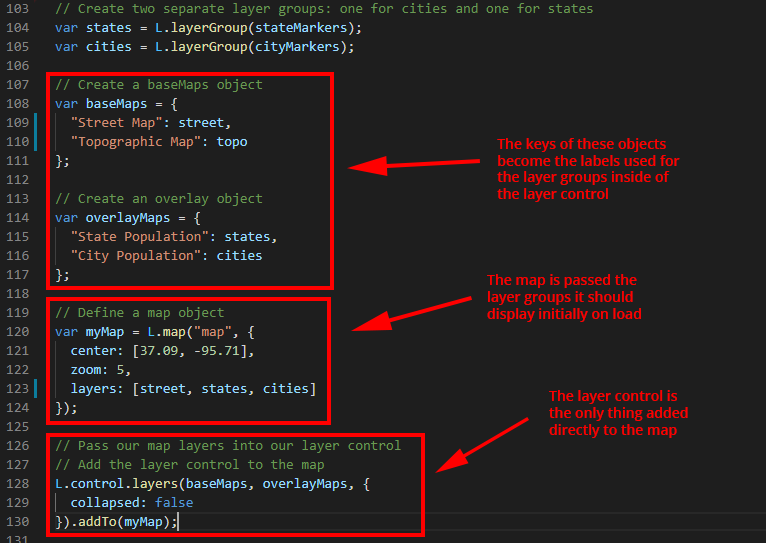 103 // Create two separate layer groups: one for cities and one for states
104 var states = L.layerGroup(stateMarkers);
105 var cities = L.layerGroup(cityMarkers);
106
107 // Create a baseMaps object
108 var baseMaps = {
109   "Street Map": street,
110   "Topographic Map": topo
111 };
112
113 // Create an overlay object
114 var overlayMaps = {
115   "State Population": states,
116   "City Population": cities
117 };
118
119 // Define a map object
120 var myMap = L.map("map", {
121   center: [37.09, -95.71],
122   zoom: 5,
123   layers: [street, states, cities]
124 });
125
126 // Pass our map layers into our layer control
127 // Add the layer control to the map
128 L.control.layers(baseMaps, overlayMaps, {
129   collapsed: false
130 }).addTo(myMap);
131
The keys of these objects
become the labels used for
the layer groups inside of
the layer control
The map is passed the
layer groups it should
display initially on load
The layer control is
the only thing added
directly to the map